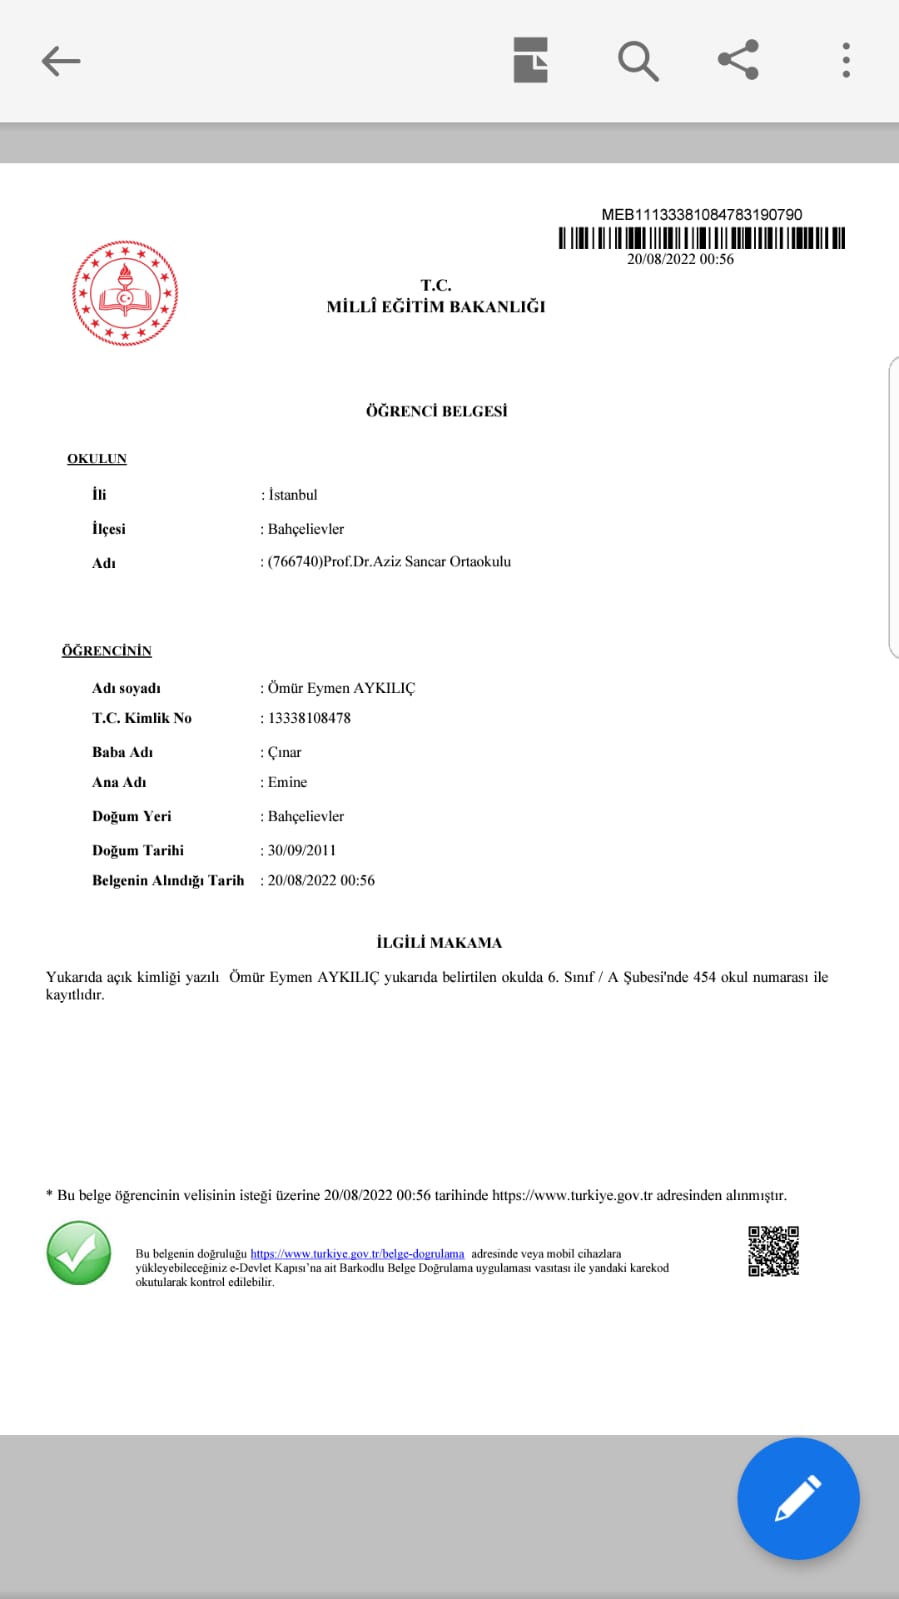 MEB11133381084783190790
20/08/2022 00:56
T.C.
MİLLÎ EĞİTİM BAKANLIĞI
ÖĞRENCİ BELGESİ
OKULUN
İli : İstanbul
İlçesi : Bahçelievler
Adı : (766740)Prof.Dr.Aziz Sancar Ortaokulu
ÖĞRENCİNİN
Adı soyadı : Ömür Eymen AYKILIÇ
T.C. Kimlik No : 13338108478
Baba Adı : Çınar
Ana Adı : Emine
Doğum Yeri : Bahçelievler
Doğum Tarihi : 30/09/2011
Belgenin Alındığı Tarih : 20/08/2022 00:56
İLGİLİ MAKAMA
Yukarıda açık kimliği yazılı Ömür Eymen AYKILIÇ yukarıda belirtilen okulda 6. Sınıf / A Şubesi'nde 454 okul numarası ile
kayıtlıdır.
* Bu belge öğrencinin velisinin isteği üzerine 20/08/2022 00:56 tarihinde https://www.turkiye.gov.tr adresinden alınmıştır.
Bu belgenin doğruluğu https://www.turkiye.gov.tr/belge-dogrulama adresinde veya mobil cihazlara
yükleyebileceğiniz e-Devlet Kapısı'na ait Barkodlu Belge Doğrulama uygulaması vasıtası ile yandaki karekod
okutularak kontrol edilebilir.